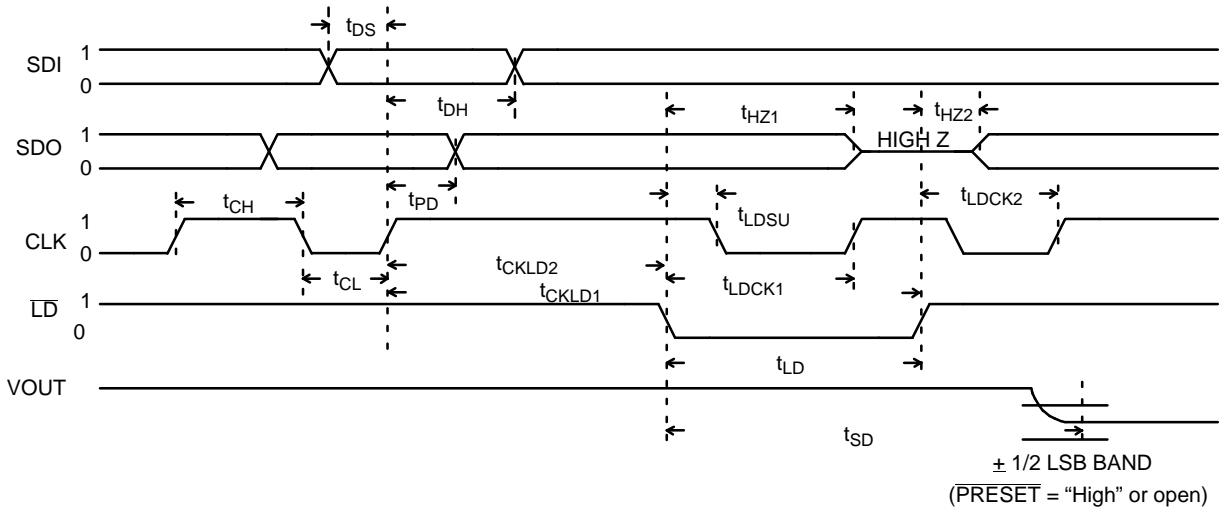 tDS
SDI 1
0
tDH
tHZ1
tHZ2
SDO 1
0
HIGH Z
tCH
tPD
tLDSU
tLDCK2
CLK 1
0
tCL
tCKLD2
tLDCK1
tCKLD1
LD 1
0
tLD
VOUT
tSD
± 1/2 LSB BAND
(PRESET = “High” or open)